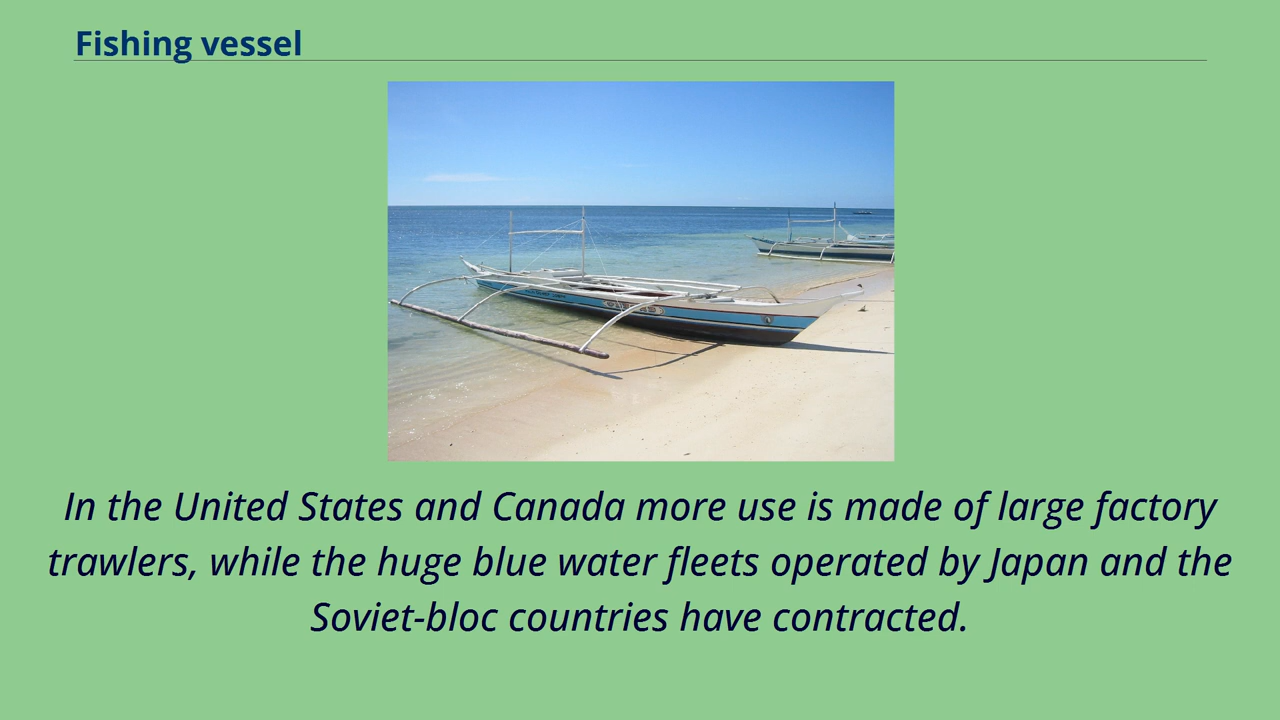 Fishing vessel
In the United States and Canada more use is made of large factory
trawlers, while the huge blue water fleets operated by Japan and the
Soviet-bloc countries have contracted.